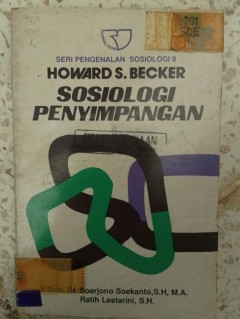 SERI PENGENALAN SOSIOLOGI 9
HOWARD S. BECKER
SOSIOLOGI
PENYIMPANGAN
Soerjono Soekanto, S.H, M.A.
Ratih Lestarini, S.H.